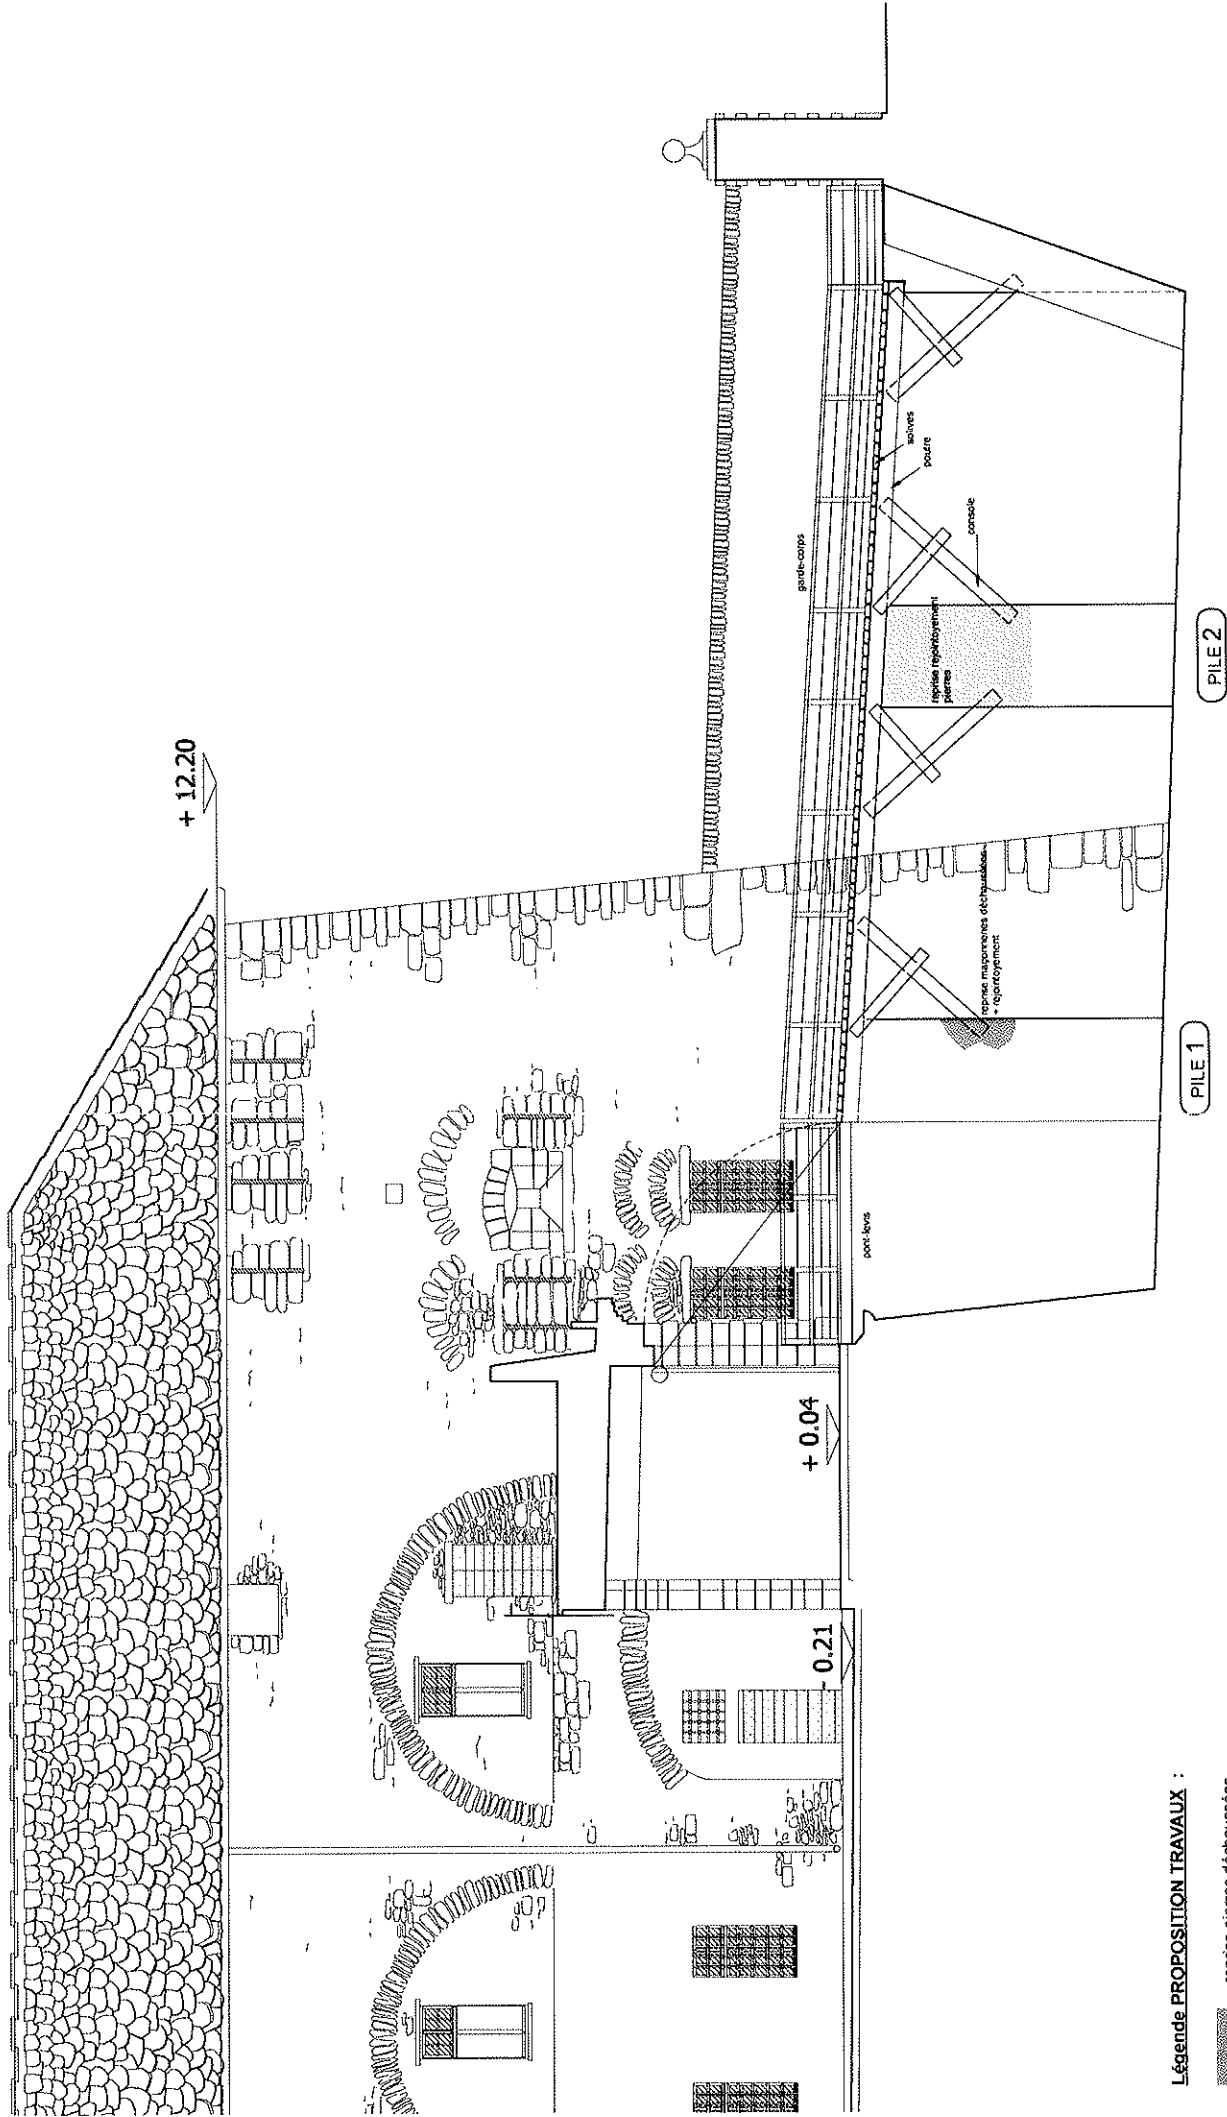 + 12.20
garde-corps
solives
poutre
console
reprise rejointoyement
pierres
reprise maçonneries déchaussées
+ rejointoyement
pont-levis
+ 0.04
- 0.21
PILE 1
PILE 2
Légende PROPOSITION TRAVAUX :